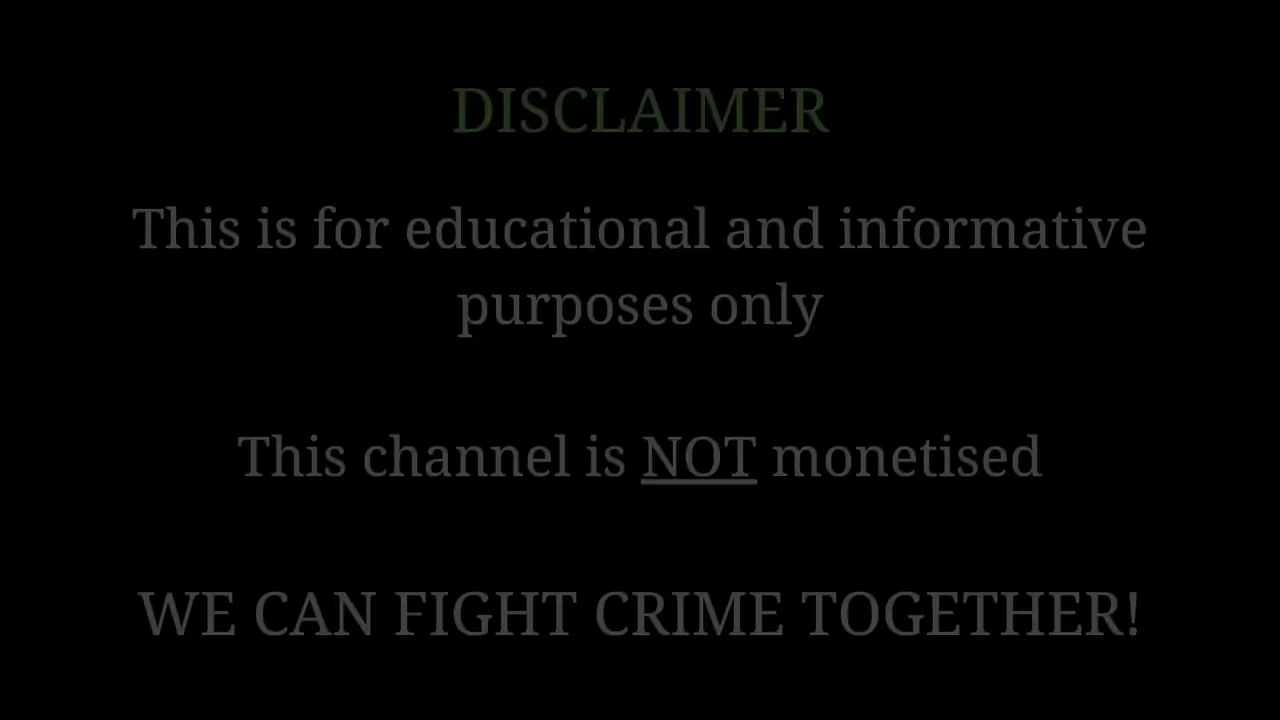 DISCLAIMER
This is for educational and informative
purposes only
This channel is NOT monetised
WE CAN FIGHT CRIME TOGETHER!